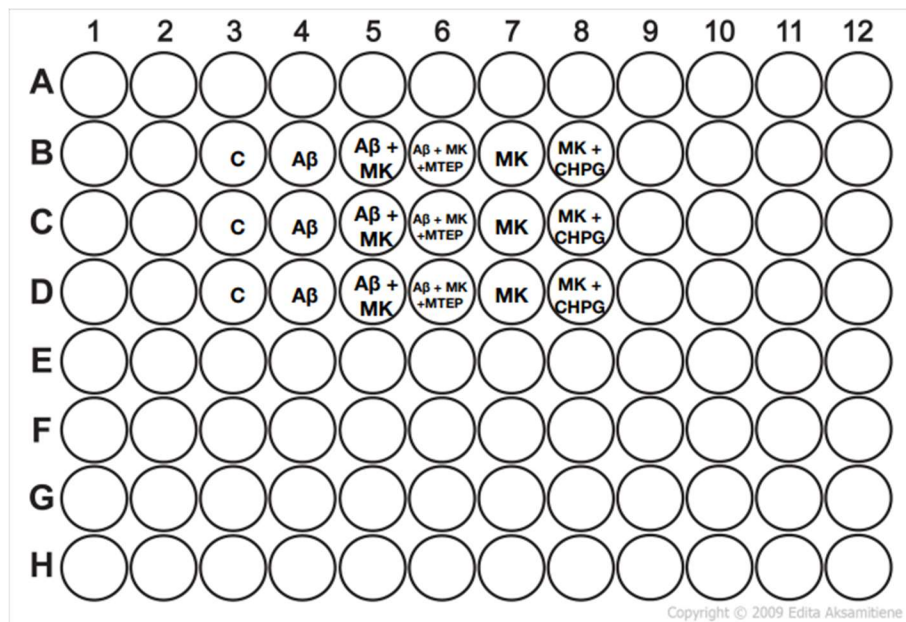 1 2 3 4 5 6 7 8 9 10 11 12
A
B C Aβ Aβ + MK Aβ + MK +MTEP MK MK + CHPG
C C Aβ Aβ + MK Aβ + MK +MTEP MK MK + CHPG
D C Aβ Aβ + MK Aβ + MK +MTEP MK MK + CHPG
E
F
G
H
Copyright © 2009 Edita Aksamitiene